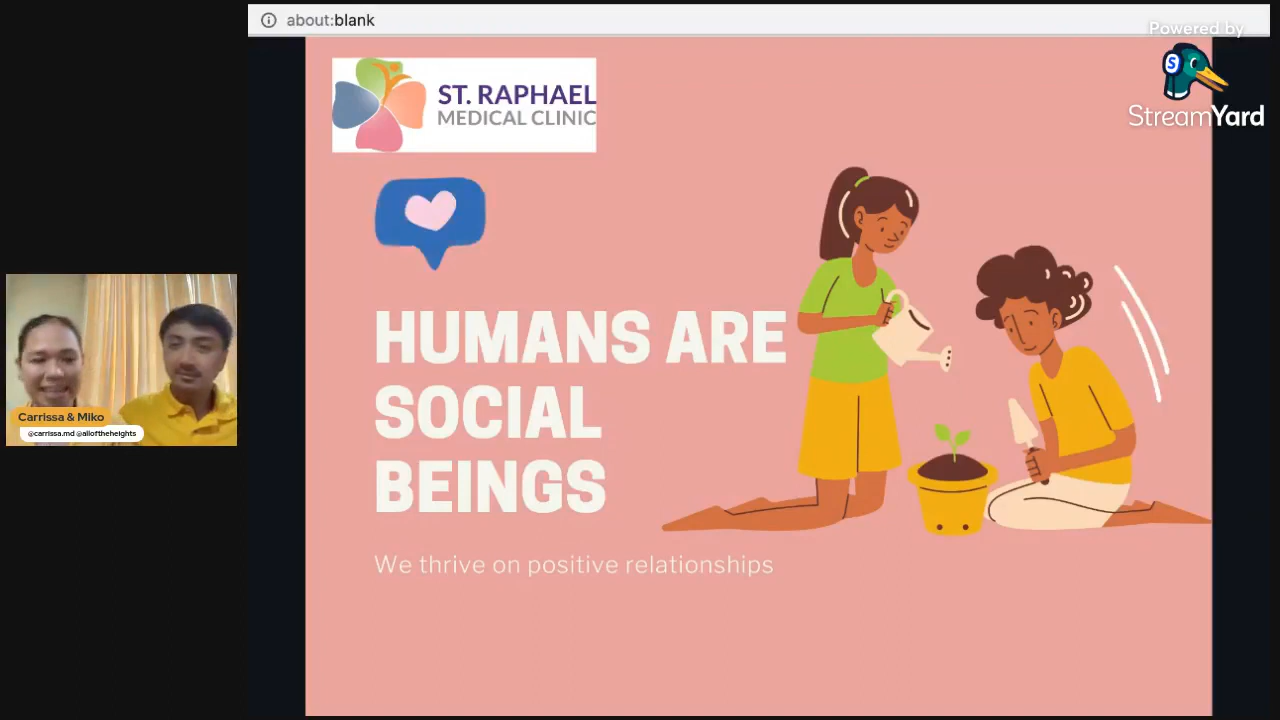 about:blank
Powered by
StreamYard
ST. RAPHAEL
MEDICAL CLINIC
HUMANS ARE
SOCIAL
BEINGS
We thrive on positive relationships
Carrissa & Miko
@carrissa.md @alloftheheights